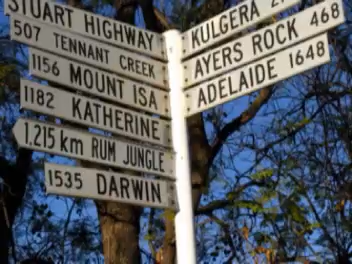 STUART HIGHWAY
507 TENNANT CREEK
1156 MOUNT ISA
1182 KATHERINE
1,215 km RUM JUNGLE
1535 DARWIN
KULGERA
AYERS ROCK 468
ADELAIDE 1648